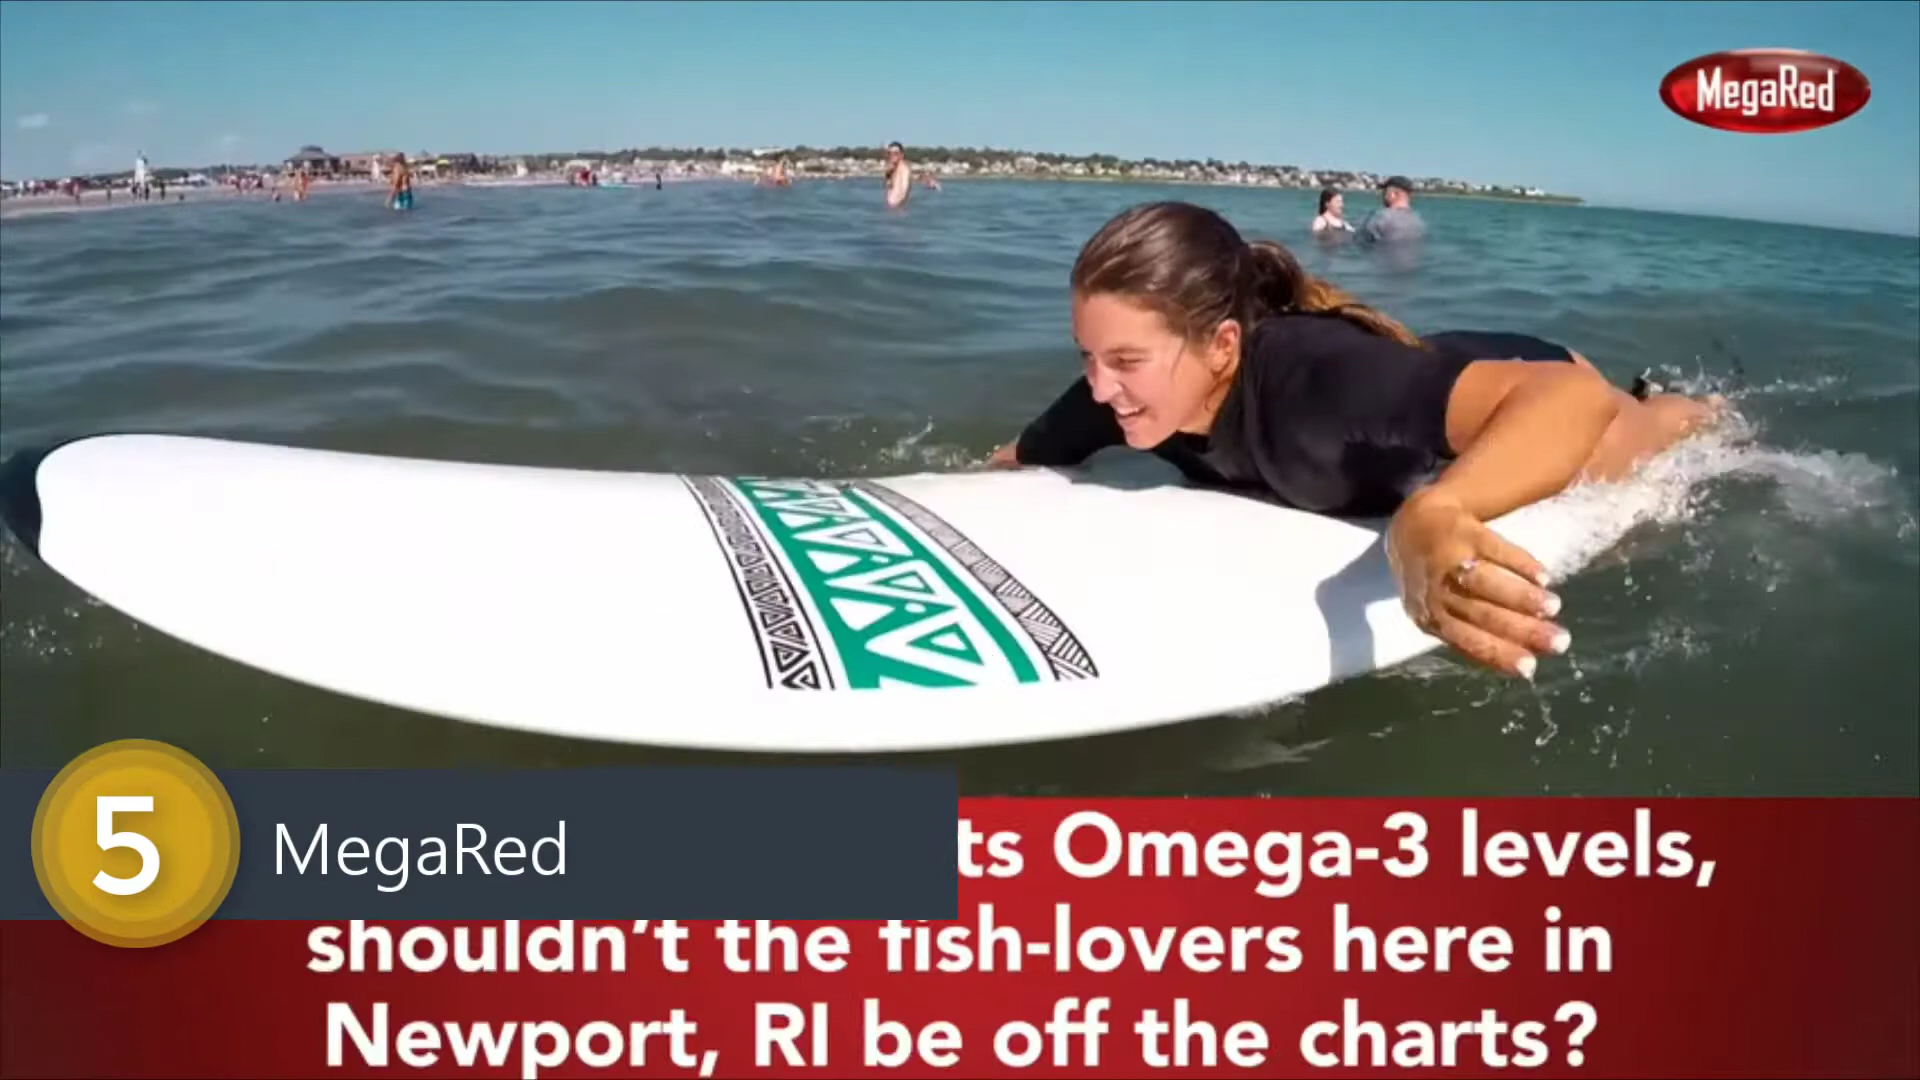 MegaRed
5
MegaRed
ts Omega-3 levels,
shouldn't the fish-lovers here in
Newport, RI be off the charts?